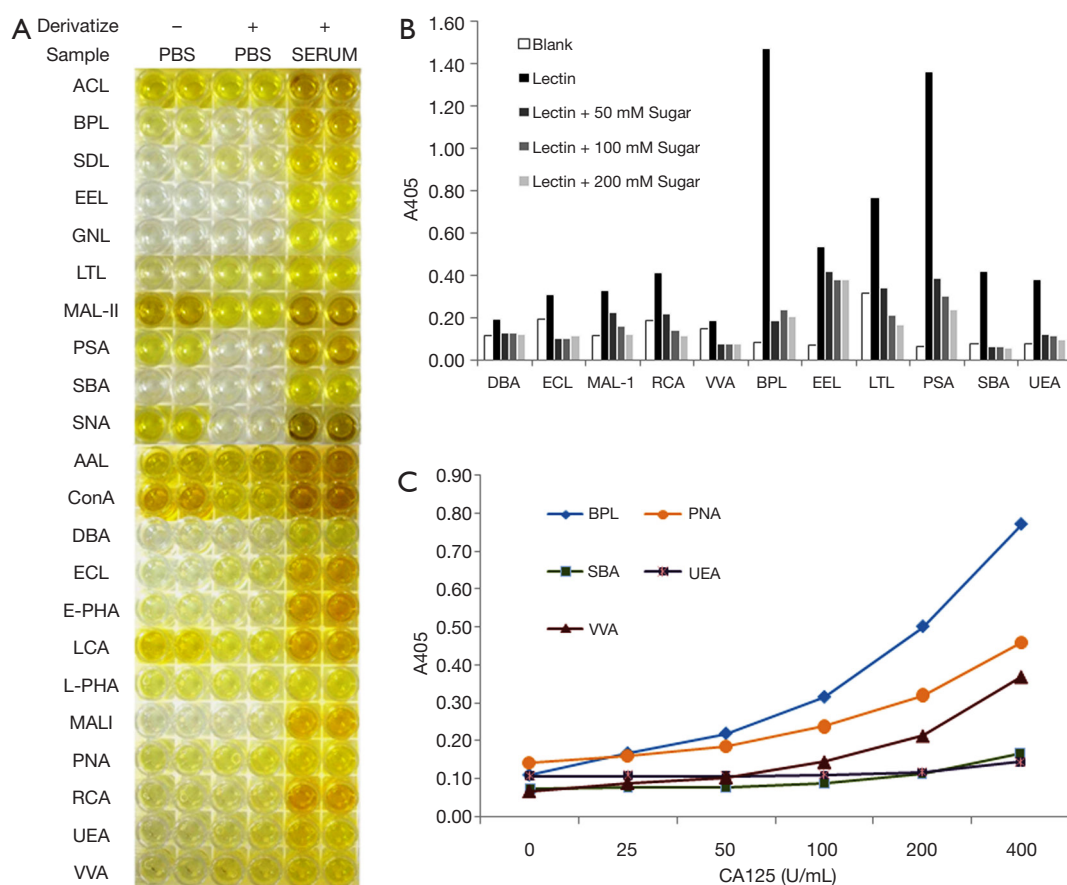 A
Derivatize − + +
Sample PBS PBS SERUM
ACL
BPL
SDL
EEL
GNL
LTL
MAL-II
PSA
SBA
SNA
AAL
ConA
DBA
ECL
E-PHA
LCA
L-PHA
MALI
PNA
RCA
UEA
VVA
B
A405
1.60
1.40
1.20
1.00
0.80
0.60
0.40
0.20
0.00
Blank
Lectin
Lectin + 50 mM Sugar
Lectin + 100 mM Sugar
Lectin + 200 mM Sugar
DBA ECL MAL-1 RCA VVA BPL EEL LTL PSA SBA UEA
C
A405
0.90
0.80
0.70
0.60
0.50
0.40
0.30
0.20
0.10
0.00
BPL PNA
SBA UEA
VVA
0 25 50 100 200 400
CA125 (U/mL)